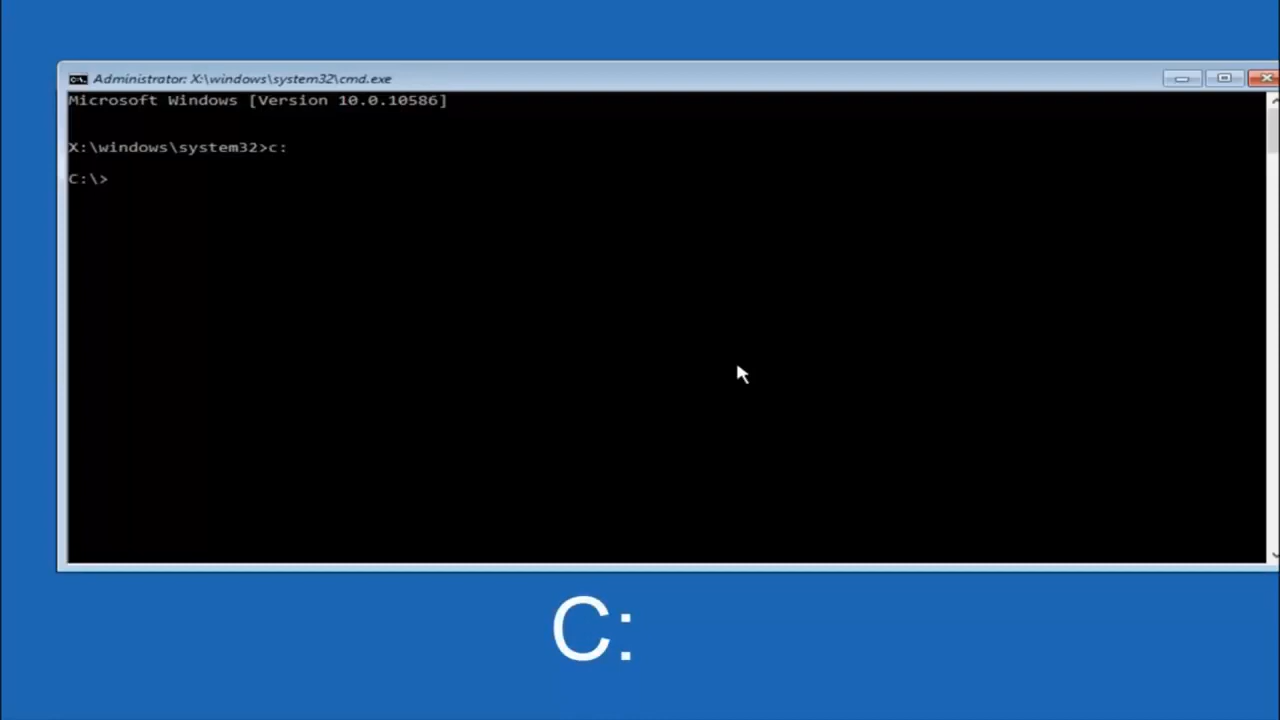 Administrator: X:\windows\system32\cmd.exe
Microsoft Windows [Version 10.0.10586]
X:\windows\system32>c:
C:\>
C: